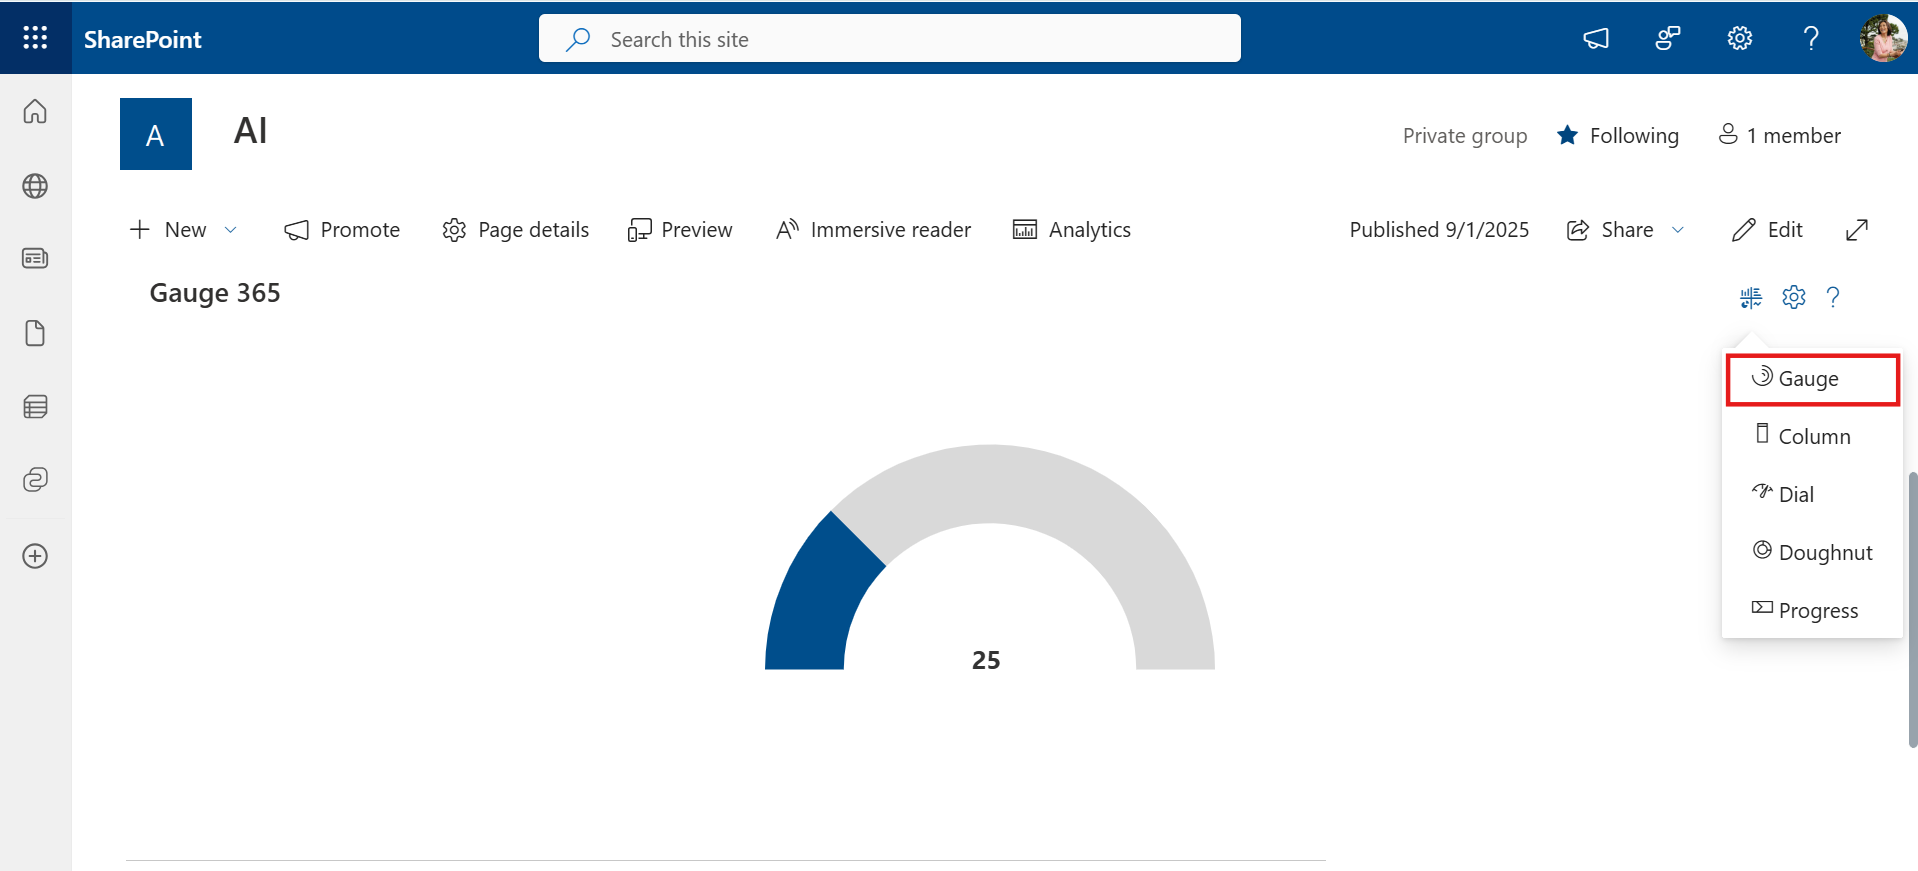 SharePoint
Search this site
A
AI
Private group
Following
1 member
New
Promote
Page details
Preview
Immersive reader
Analytics
Published 9/1/2025
Share
Edit
Gauge 365
Gauge
Column
Dial
Doughnut
Progress
25